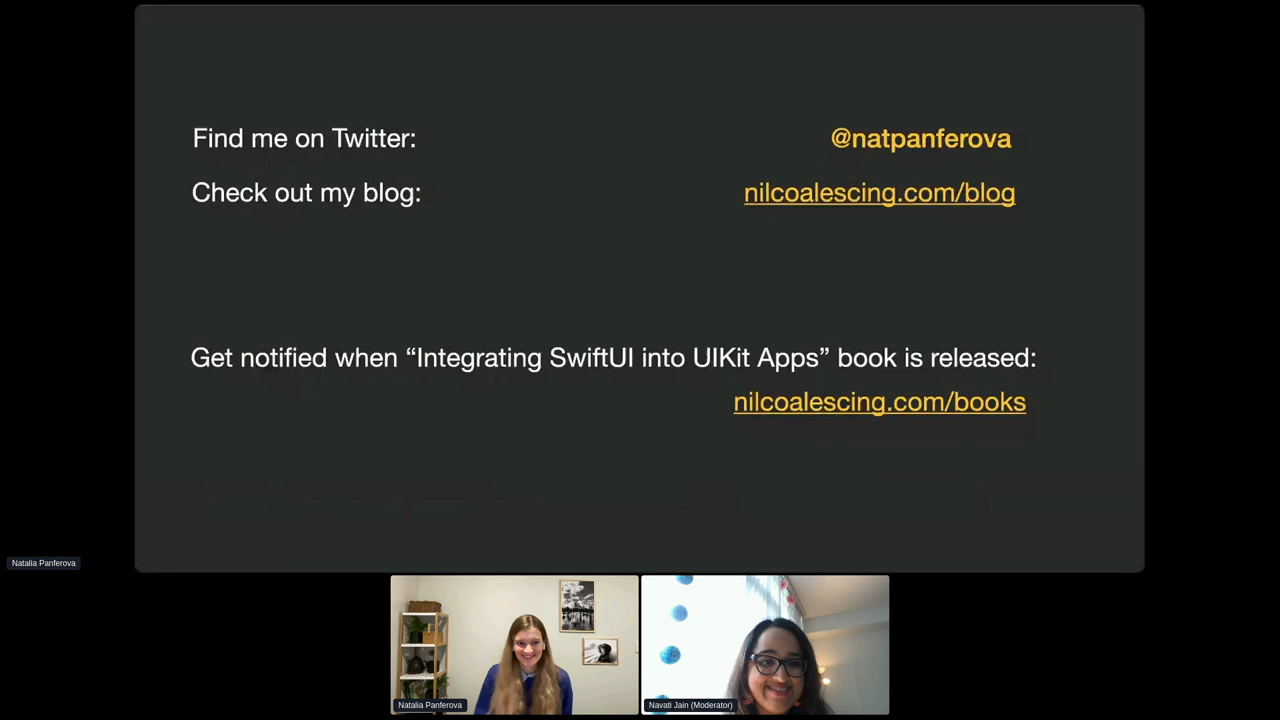 Find me on Twitter: @natpanferova
Check out my blog: nilcoalescing.com/blog
Get notified when “Integrating SwiftUI into UIKit Apps” book is released:
nilcoalescing.com/books
Natalia Panferova
Natalia Panferova
Navati Jain (Moderator)